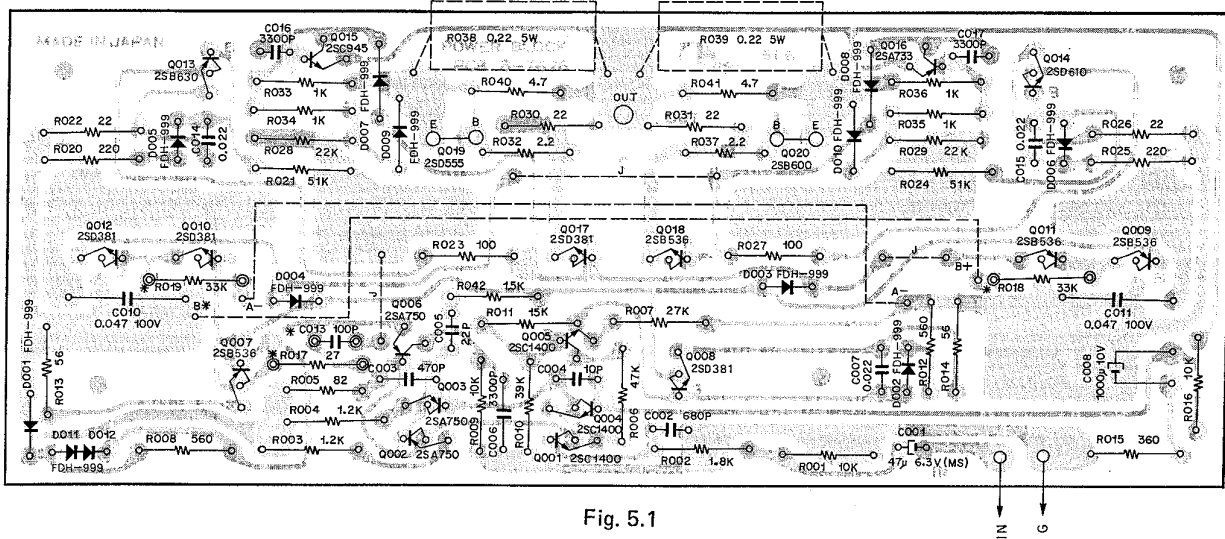 MADE IN JAPAN
C016
3300P
Q015
2SC945
R038 0.22 5W
POWER BLOCK
R039 0.22 5W
Q016
2SA733
C017
3300P
Q013
2SB630
Q014
2SD610
R033 1K
D007 FDH-999
R040 4.7
OUT
R041 4.7
D008 FDH-999
R036 1K
R034 1K
D009 FDH-999
R030 22
R031 22
D010 FDH-999
R035 1K
R022 22
R020 220
D005 FDH-999
C014 0.022
R028 22K
E B
Q019
2SD555
R032 2.2
R037 2.2
B E
Q020
2SB600
R029 22K
C015 0.022
D006 FDH-999
R026 22
R025 220
R021 51K
J
R024 51K
Q012
2SD381
Q010
2SD381
R023 100
Q017
2SD381
Q018
2SB536
R027 100
J
B+
Q011
2SB536
Q009
2SB536
R019 33K
*
D004
FDH-999
A-
B*
J
D003 FDH-999
A-
*
R018 33K
C010
0.047 100V
R042 15K
C011
0.047 100V
*
C013 100P
Q006
2SA750
C005
22P
R011 15K
R007 27K
Q005
2SC1400
D001 FDH-999
R013 56
Q007
2SB536
*
R017 27
C003 470P
C004 10P
Q008
2SD381
C007
0.022
D002 FDH-999
R012 560
R014 56
C008
1000μ 10V
R016 10K
R005 82
Q003
2SA750
R009 10K
C006 3300P
R010 39K
R006 47K
R004 1.2K
Q004
2SC1400
C002 680P
D011 D012
FDH-999
R008 560
R003 1.2K
Q002 2SA750
Q001-2SC1400
R002 1.8K
R001 10K
C001
47μ 6.3V(MS)
R015 360
IN
G
Fig. 5.1